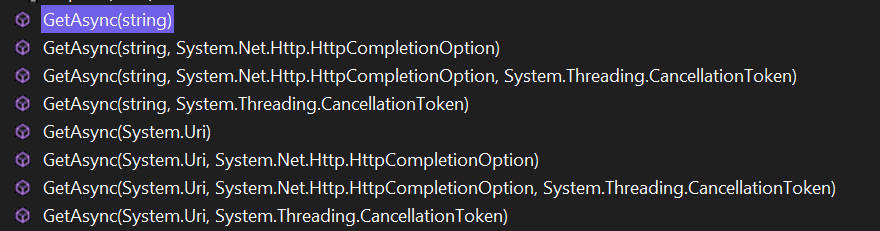 GetAsync(string)
GetAsync(string, System.Net.Http.HttpCompletionOption)
GetAsync(string, System.Net.Http.HttpCompletionOption, System.Threading.CancellationToken)
GetAsync(string, System.Threading.CancellationToken)
GetAsync(System.Uri)
GetAsync(System.Uri, System.Net.Http.HttpCompletionOption)
GetAsync(System.Uri, System.Net.Http.HttpCompletionOption, System.Threading.CancellationToken)
GetAsync(System.Uri, System.Threading.CancellationToken)